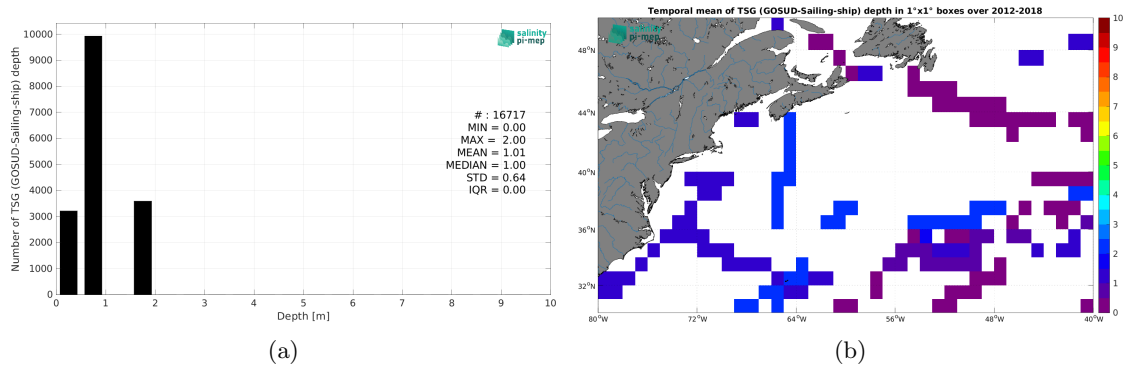 Number of TSG (GOSUD-Sailing-ship) depth
10000
9000
8000
7000
6000
5000
4000
3000
2000
1000
0
salinity
pi-mep
# : 16717
MIN = 0.00
MAX = 2.00
MEAN = 1.01
MEDIAN = 1.00
STD = 0.64
IQR = 0.00
0 1 2 3 4 5 6 7 8 9 10
Depth [m]
(a)
Temporal mean of TSG (GOSUD-Sailing-ship) depth in 1°x1° boxes over 2012-2018
salinity
pi-mep
48°N
44°N
40°N
36°N
32°N
80°W 72°W 64°W 56°W 48°W 40°W
10
9
8
7
6
5
4
3
2
1
0
(b)